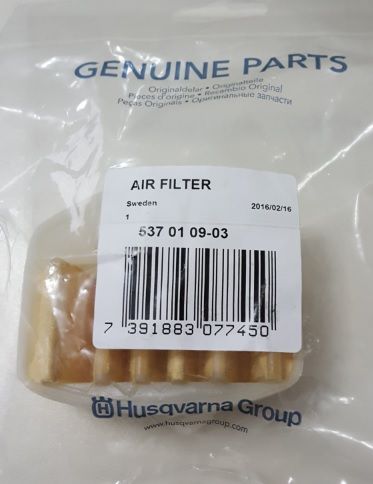 GENUINE PARTS
Originaldelar • Originalteile
Pièces d'origine • Recambio Original
Peças Originais • Оригинальные запчасти
AIR FILTER
Sweden 2016/02/16
1
537 01 09-03
7 391883 077450
Husqvarna Group
www.husqvarnagroup.com